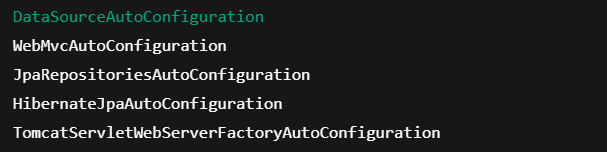 DataSourceAutoConfiguration
WebMvcAutoConfiguration
JpaRepositoriesAutoConfiguration
HibernateJpaAutoConfiguration
TomcatServletWebServerFactoryAutoConfiguration